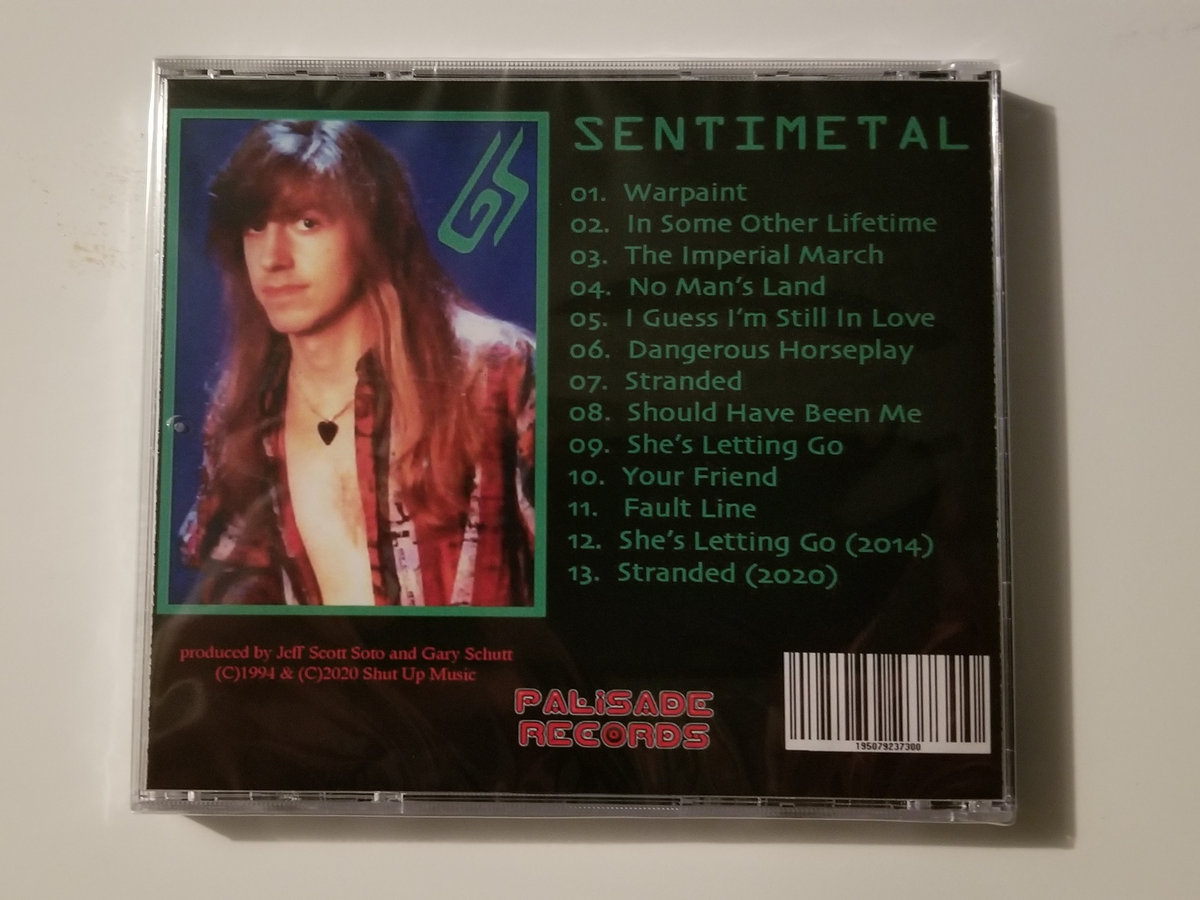 GS
SENTIMETAL
01. Warpaint
02. In Some Other Lifetime
03. The Imperial March
04. No Man's Land
05. I Guess I'm Still In Love
06. Dangerous Horseplay
07. Stranded
08. Should Have Been Me
09. She's Letting Go
10. Your Friend
11. Fault Line
12. She's Letting Go (2014)
13. Stranded (2020)
produced by Jeff Scott Soto and Gary Schutt
(C)1994 & (C)2020 Shut Up Music
PALiSADE
RECORDS
195079237300